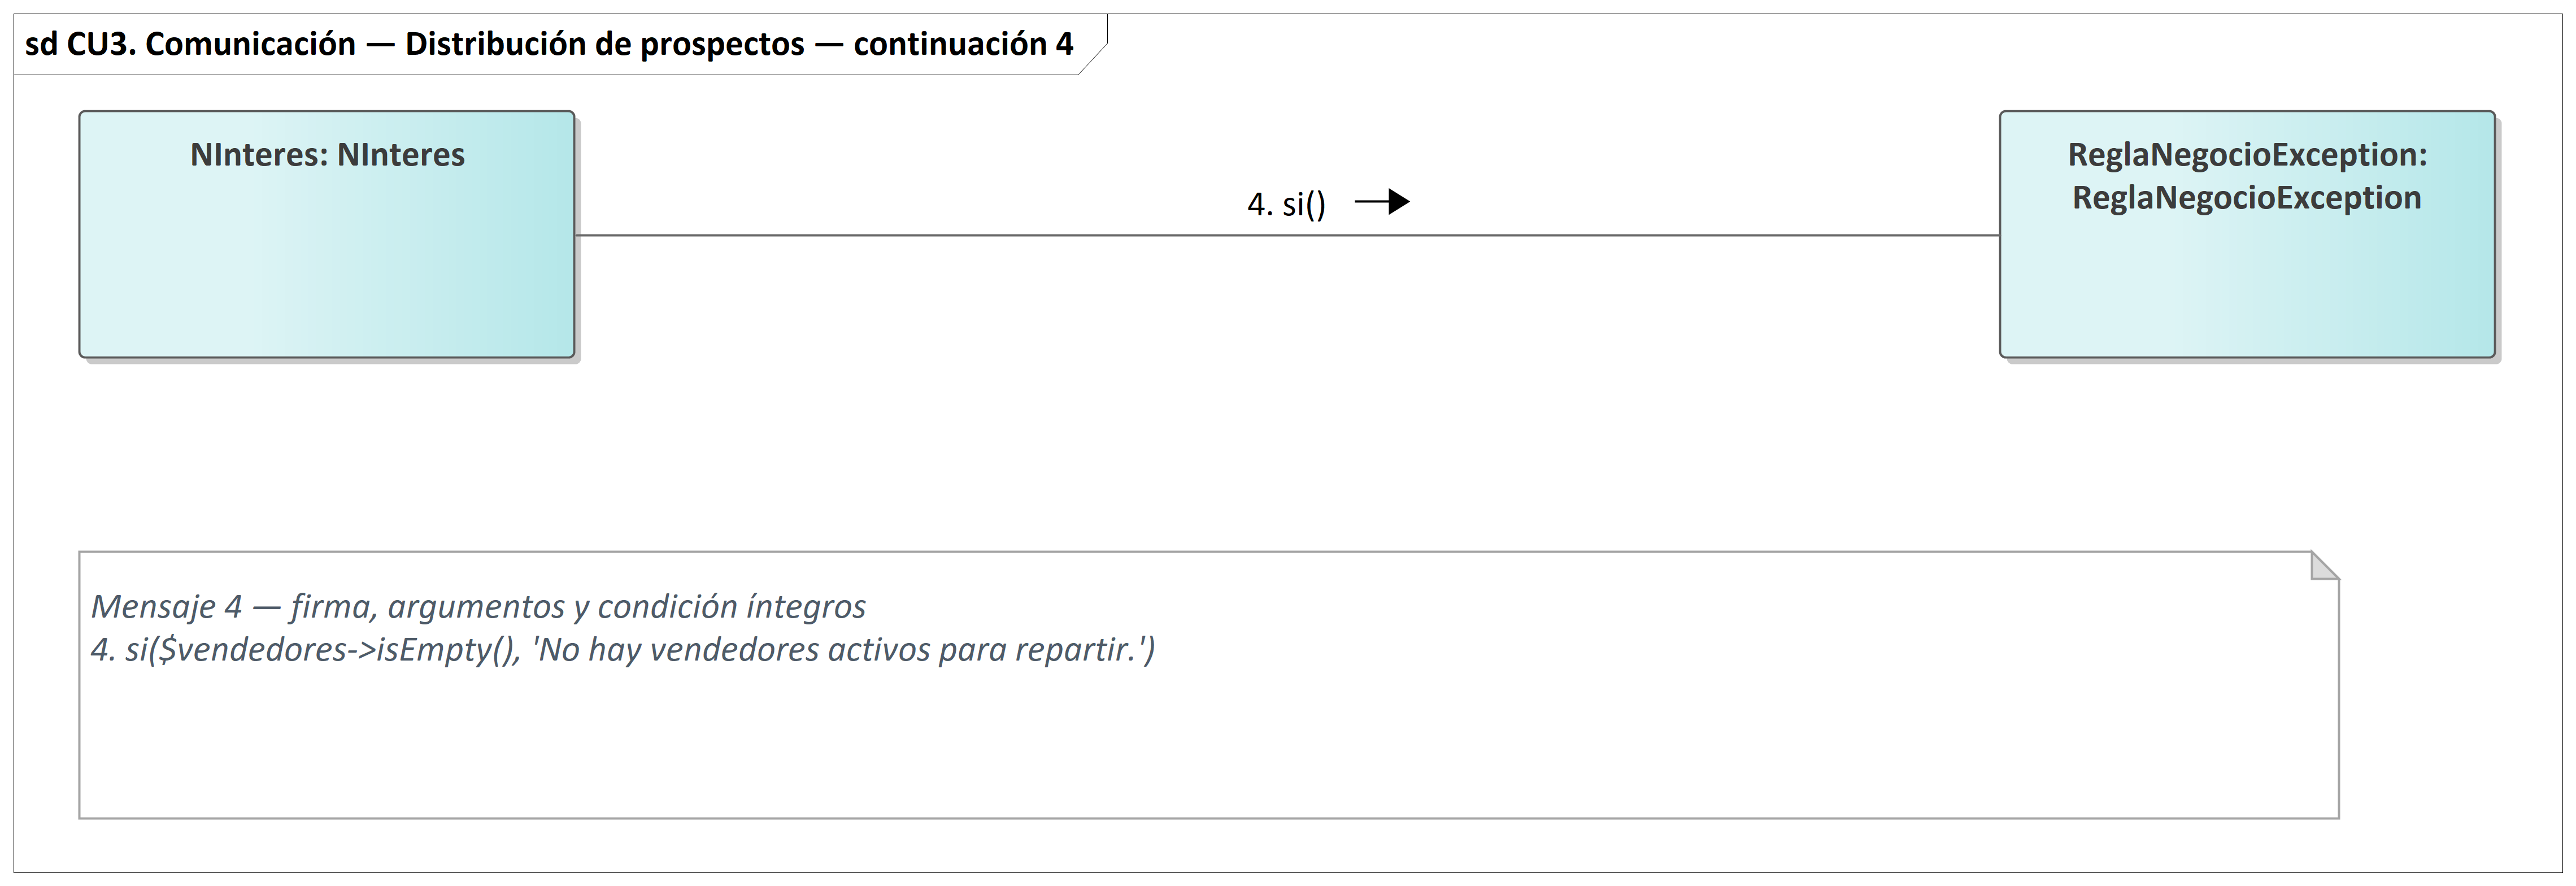 sd CU3. Comunicación — Distribución de prospectos — continuación 4
NInteres: NInteres
4. si()
ReglaNegocioException:
ReglaNegocioException
Mensaje 4 — firma, argumentos y condición íntegros
4. si($vendedores->isEmpty(), 'No hay vendedores activos para repartir.')